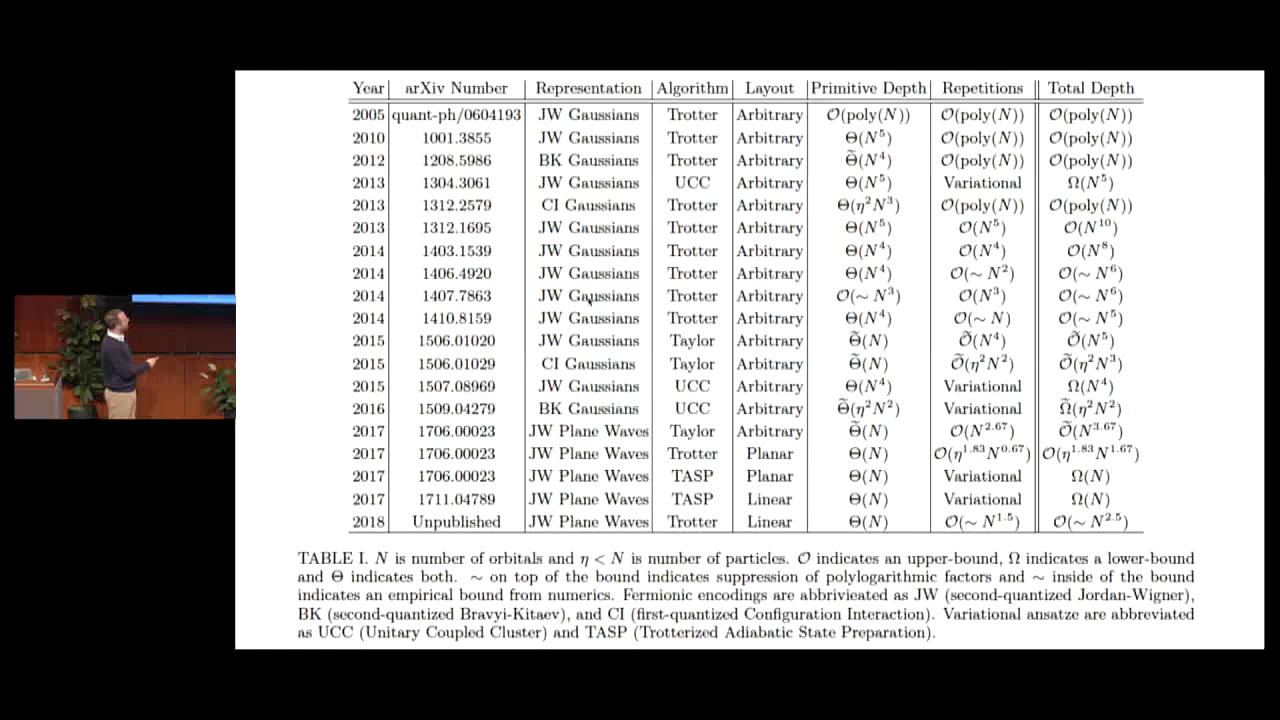 Year arXiv Number Representation Algorithm Layout Primitive Depth Repetitions Total Depth
2005 quant-ph/0604193 JW Gaussians Trotter Arbitrary O(poly(N)) O(poly(N)) O(poly(N))
2010 1001.3855 JW Gaussians Trotter Arbitrary Θ(N⁵) O(poly(N)) O(poly(N))
2012 1208.5986 BK Gaussians Trotter Arbitrary Θ̃(N⁴) O(poly(N)) O(poly(N))
2013 1304.3061 JW Gaussians UCC Arbitrary Θ(N⁵) Variational Ω(N⁵)
2013 1312.2579 CI Gaussians Trotter Arbitrary Θ(η²N³) O(poly(N)) O(poly(N))
2013 1312.1695 JW Gaussians Trotter Arbitrary Θ(N⁵) O(N⁵) O(N¹⁰)
2014 1403.1539 JW Gaussians Trotter Arbitrary Θ(N⁴) O(N⁴) O(N⁸)
2014 1406.4920 JW Gaussians Trotter Arbitrary Θ(N⁴) O(∼ N²) O(∼ N⁶)
2014 1407.7863 JW Gaussians Trotter Arbitrary O(∼ N³) O(N³) O(∼ N⁶)
2014 1410.8159 JW Gaussians Trotter Arbitrary Θ(N⁴) O(∼ N) O(∼ N⁵)
2015 1506.01020 JW Gaussians Taylor Arbitrary Θ̃(N) Õ(N⁴) Õ(N⁵)
2015 1506.01029 CI Gaussians Taylor Arbitrary Θ̃(N) Õ(η²N²) Õ(η²N³)
2015 1507.08969 JW Gaussians UCC Arbitrary Θ(N⁴) Variational Ω(N⁴)
2016 1509.04279 BK Gaussians UCC Arbitrary Θ̃(η²N²) Variational Ω̃(η²N²)
2017 1706.00023 JW Plane Waves Taylor Arbitrary Θ̃(N) O(N²·⁶⁷) Õ(N³·⁶⁷)
2017 1706.00023 JW Plane Waves Trotter Planar Θ(N) O(η¹·⁸³N⁰·⁶⁷) O(η¹·⁸³N¹·⁶⁷)
2017 1706.00023 JW Plane Waves TASP Planar Θ(N) Variational Ω(N)
2017 1711.04789 JW Plane Waves TASP Linear Θ(N) Variational Ω(N)
2018 Unpublished JW Plane Waves Trotter Linear Θ(N) O(∼ N¹·⁵) O(∼ N²·⁵)
TABLE I. N is number of orbitals and η < N is number of particles. O indicates an upper-bound, Ω indicates a lower-bound
and Θ indicates both. ∼ on top of the bound indicates suppression of polylogarithmic factors and ∼ inside of the bound
indicates an empirical bound from numerics. Fermionic encodings are abbrivieated as JW (second-quantized Jordan-Wigner),
BK (second-quantized Bravyi-Kitaev), and CI (first-quantized Configuration Interaction). Variational ansatze are abbreviated
as UCC (Unitary Coupled Cluster) and TASP (Trotterized Adiabatic State Preparation).